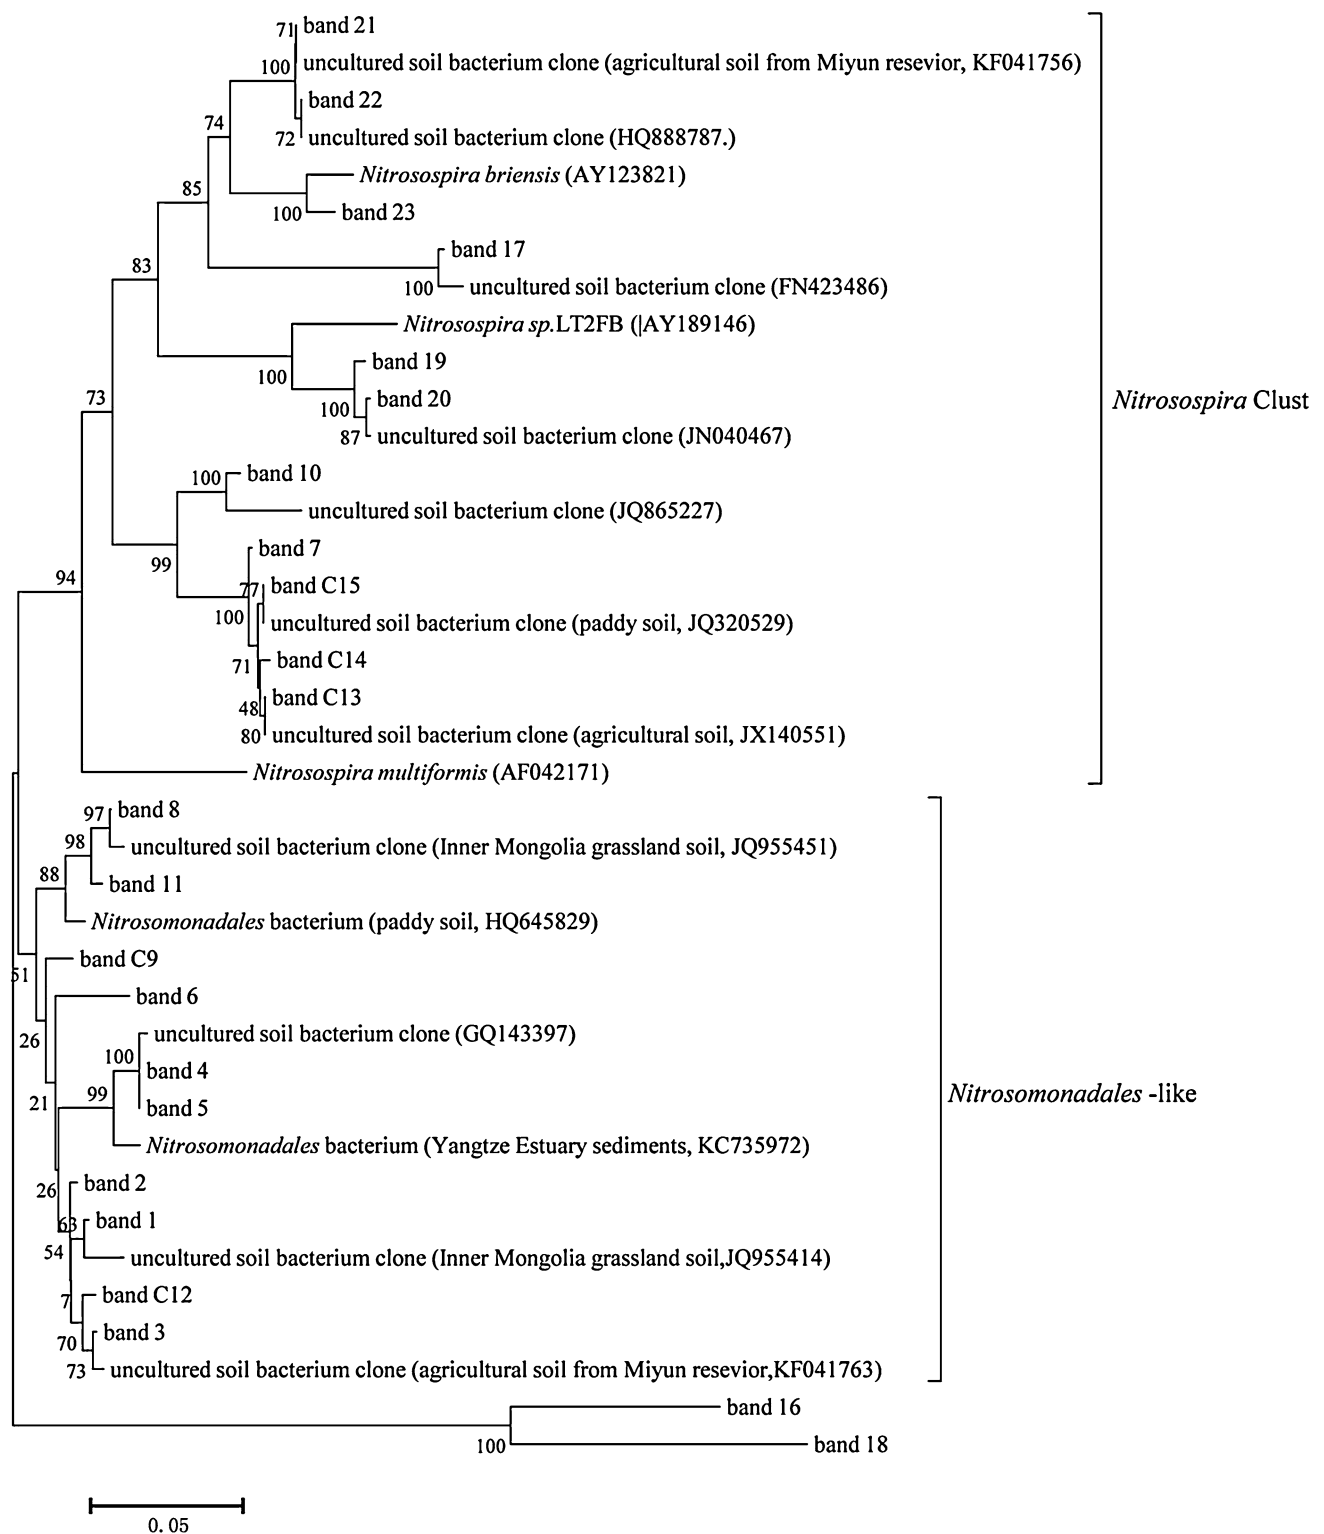 71 band 21
100 uncultured soil bacterium clone (agricultural soil from Miyun resevior, KF041756)
band 22
74
72 uncultured soil bacterium clone (HQ888787.)
Nitrosospira briensis (AY123821)
85
100 band 23
band 17
83
100 uncultured soil bacterium clone (FN423486)
Nitrosospira sp.LT2FB (|AY189146)
band 19
100
73
100 band 20
Nitrosospira Clust
87 uncultured soil bacterium clone (JN040467)
100 band 10
uncultured soil bacterium clone (JQ865227)
band 7
99
94
77 band C15
100 uncultured soil bacterium clone (paddy soil, JQ320529)
71 band C14
band C13
48
80 uncultured soil bacterium clone (agricultural soil, JX140551)
Nitrosospira multiformis (AF042171)
97 band 8
98 uncultured soil bacterium clone (Inner Mongolia grassland soil, JQ955451)
88 band 11
Nitrosomonadales bacterium (paddy soil, HQ645829)
band C9
51
band 6
26 uncultured soil bacterium clone (GQ143397)
100
band 4
99
21 band 5
Nitrosomonadales -like
Nitrosomonadales bacterium (Yangtze Estuary sediments, KC735972)
26 band 2
63 band 1
54 uncultured soil bacterium clone (Inner Mongolia grassland soil,JQ955414)
7 band C12
band 3
70
73 uncultured soil bacterium clone (agricultural soil from Miyun resevior,KF041763)
band 16
100 band 18
0.05